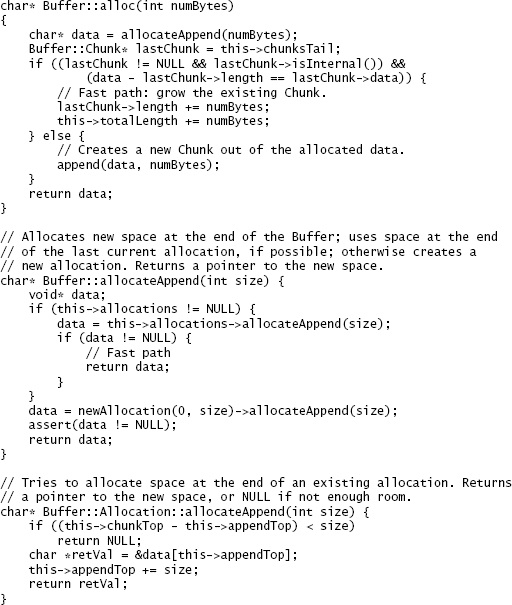 char* Buffer::alloc(int numBytes)
{
    char* data = allocateAppend(numBytes);
    Buffer::Chunk* lastChunk = this->chunksTail;
    if ((lastChunk != NULL && lastChunk->isInternal()) &&
            (data - lastChunk->length == lastChunk->data)) {
        // Fast path: grow the existing Chunk.
        lastChunk->length += numBytes;
        this->totalLength += numBytes;
    } else {
        // Creates a new Chunk out of the allocated data.
        append(data, numBytes);
    }
    return data;
}

// Allocates new space at the end of the Buffer; uses space at the end
// of the last current allocation, if possible; otherwise creates a
// new allocation. Returns a pointer to the new space.
char* Buffer::allocateAppend(int size) {
    void* data;
    if (this->allocations != NULL) {
        data = this->allocations->allocateAppend(size);
        if (data != NULL) {
            // Fast path
            return data;
        }
    }
    data = newAllocation(0, size)->allocateAppend(size);
    assert(data != NULL);
    return data;
}

// Tries to allocate space at the end of an existing allocation. Returns
// a pointer to the new space, or NULL if not enough room.
char* Buffer::Allocation::allocateAppend(int size) {
    if ((this->chunkTop - this->appendTop) < size)
        return NULL;
    char *retVal = &data[this->appendTop];
    this->appendTop += size;
    return retVal;
}